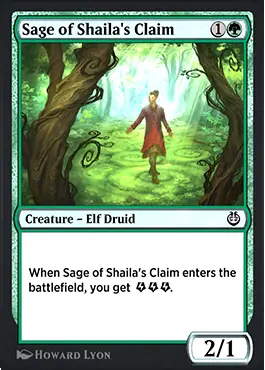 Sage of Shaila's Claim 1
Creature – Elf Druid
When Sage of Shaila's Claim enters the
battlefield, you get .
HOWARD LYON 2/1